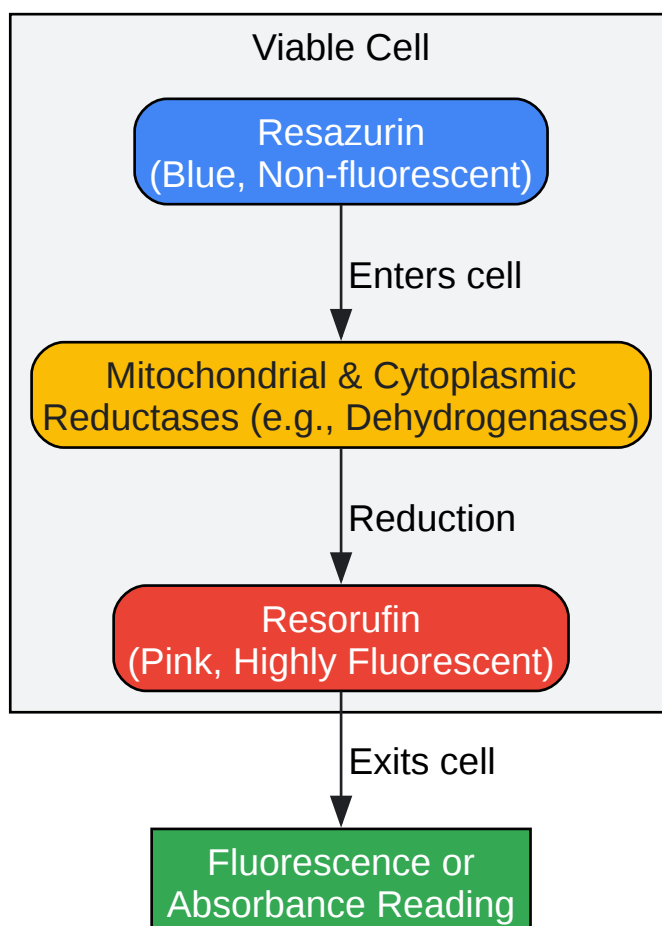 Viable Cell
Resazurin
(Blue, Non-fluorescent)
Enters cell
Mitochondrial & Cytoplasmic
Reductases (e.g., Dehydrogenases)
Reduction
Resorufin
(Pink, Highly Fluorescent)
Exits cell
Fluorescence or
Absorbance Reading